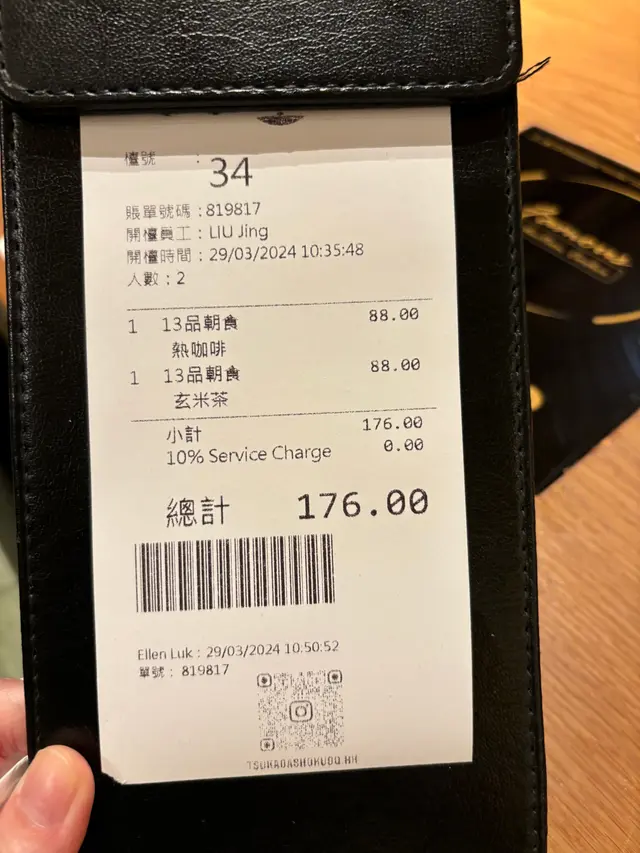 檯號 :
34
賬單號碼 : 819817
開檯員工 : LIU Jing
開檯時間 : 29/03/2024 10:35:48
人數 : 2
1 13品朝食 88.00
熱咖啡
1 13品朝食 88.00
玄米茶
小計 176.00
10% Service Charge 0.00
總計 176.00
Ellen Luk : 29/03/2024 10:50:52
單號 : 819817
TSUKADASHOKUDO.HK